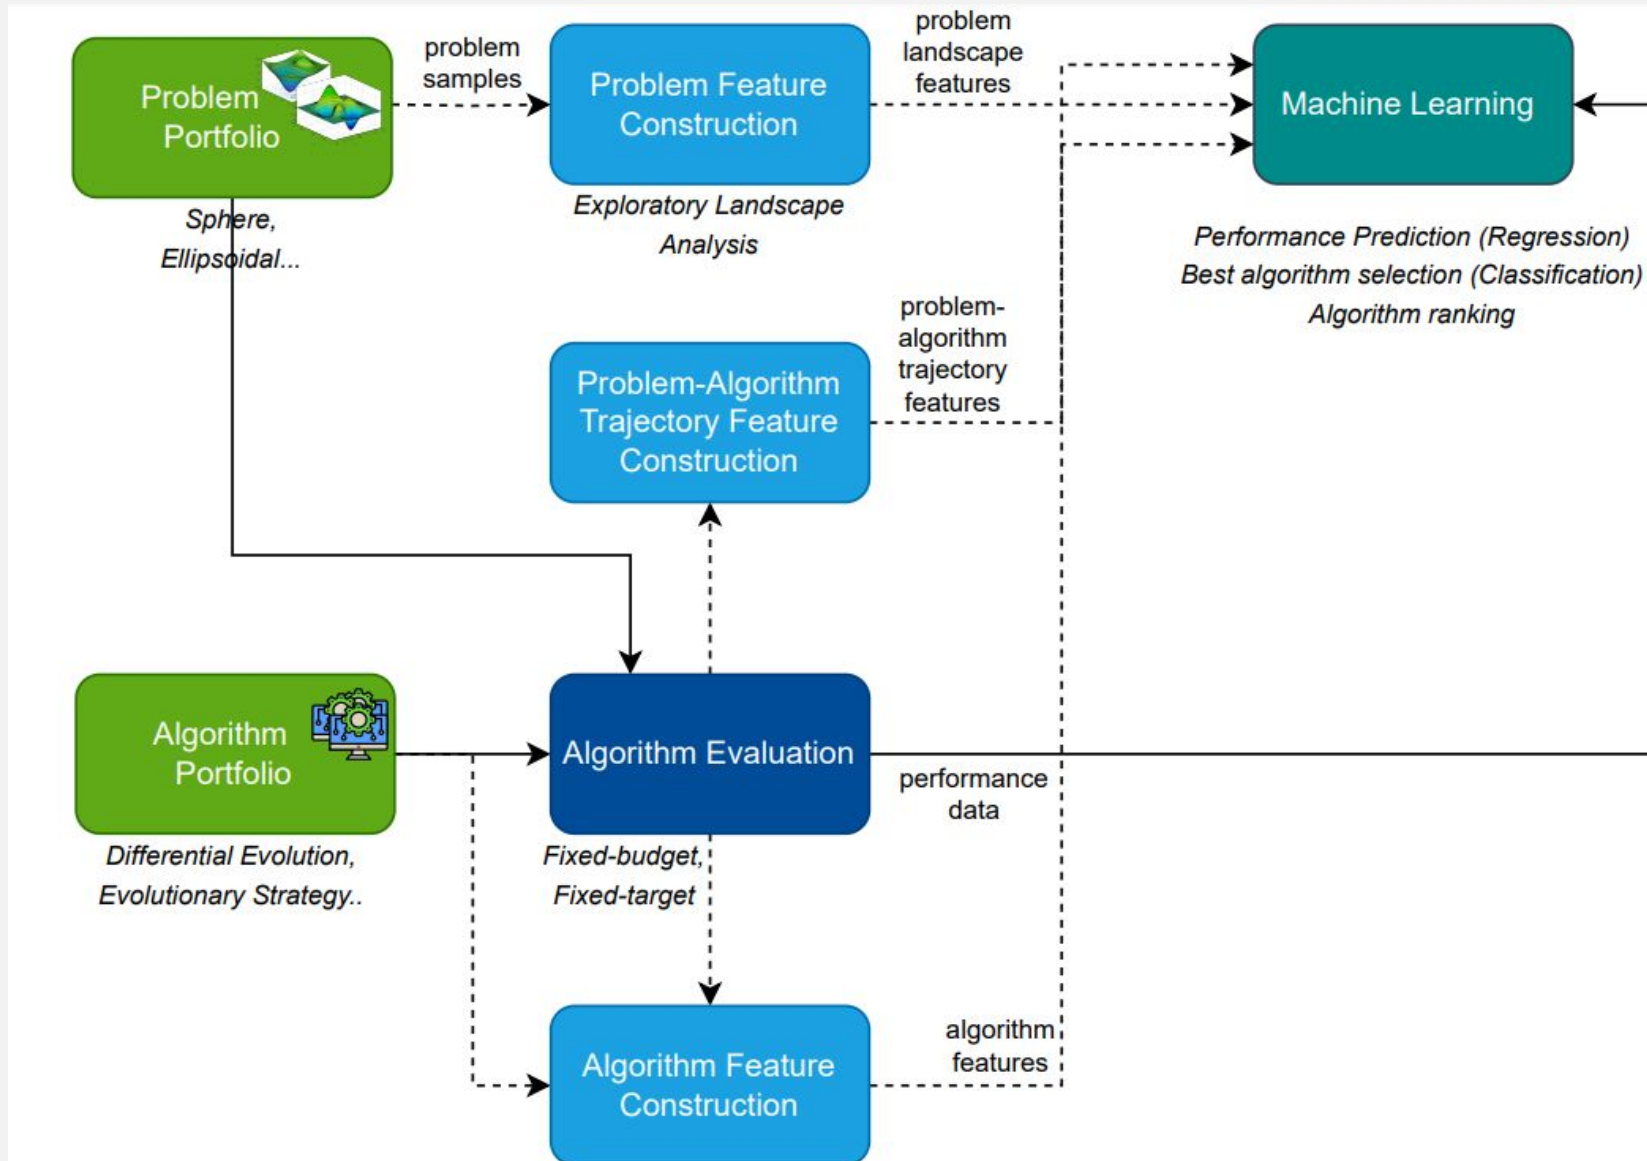 problem
samples
problem
landscape
features
Problem
Portfolio
Problem Feature
Construction
Machine Learning
Sphere,
Ellipsoidal...
Exploratory Landscape
Analysis
Performance Prediction (Regression)
Best algorithm selection (Classification)
Algorithm ranking
problem-
algorithm
trajectory
features
Problem-Algorithm
Trajectory Feature
Construction
Algorithm
Portfolio
Algorithm Evaluation
performance
data
Differential Evolution,
Evolutionary Strategy..
Fixed-budget,
Fixed-target
algorithm
features
Algorithm Feature
Construction